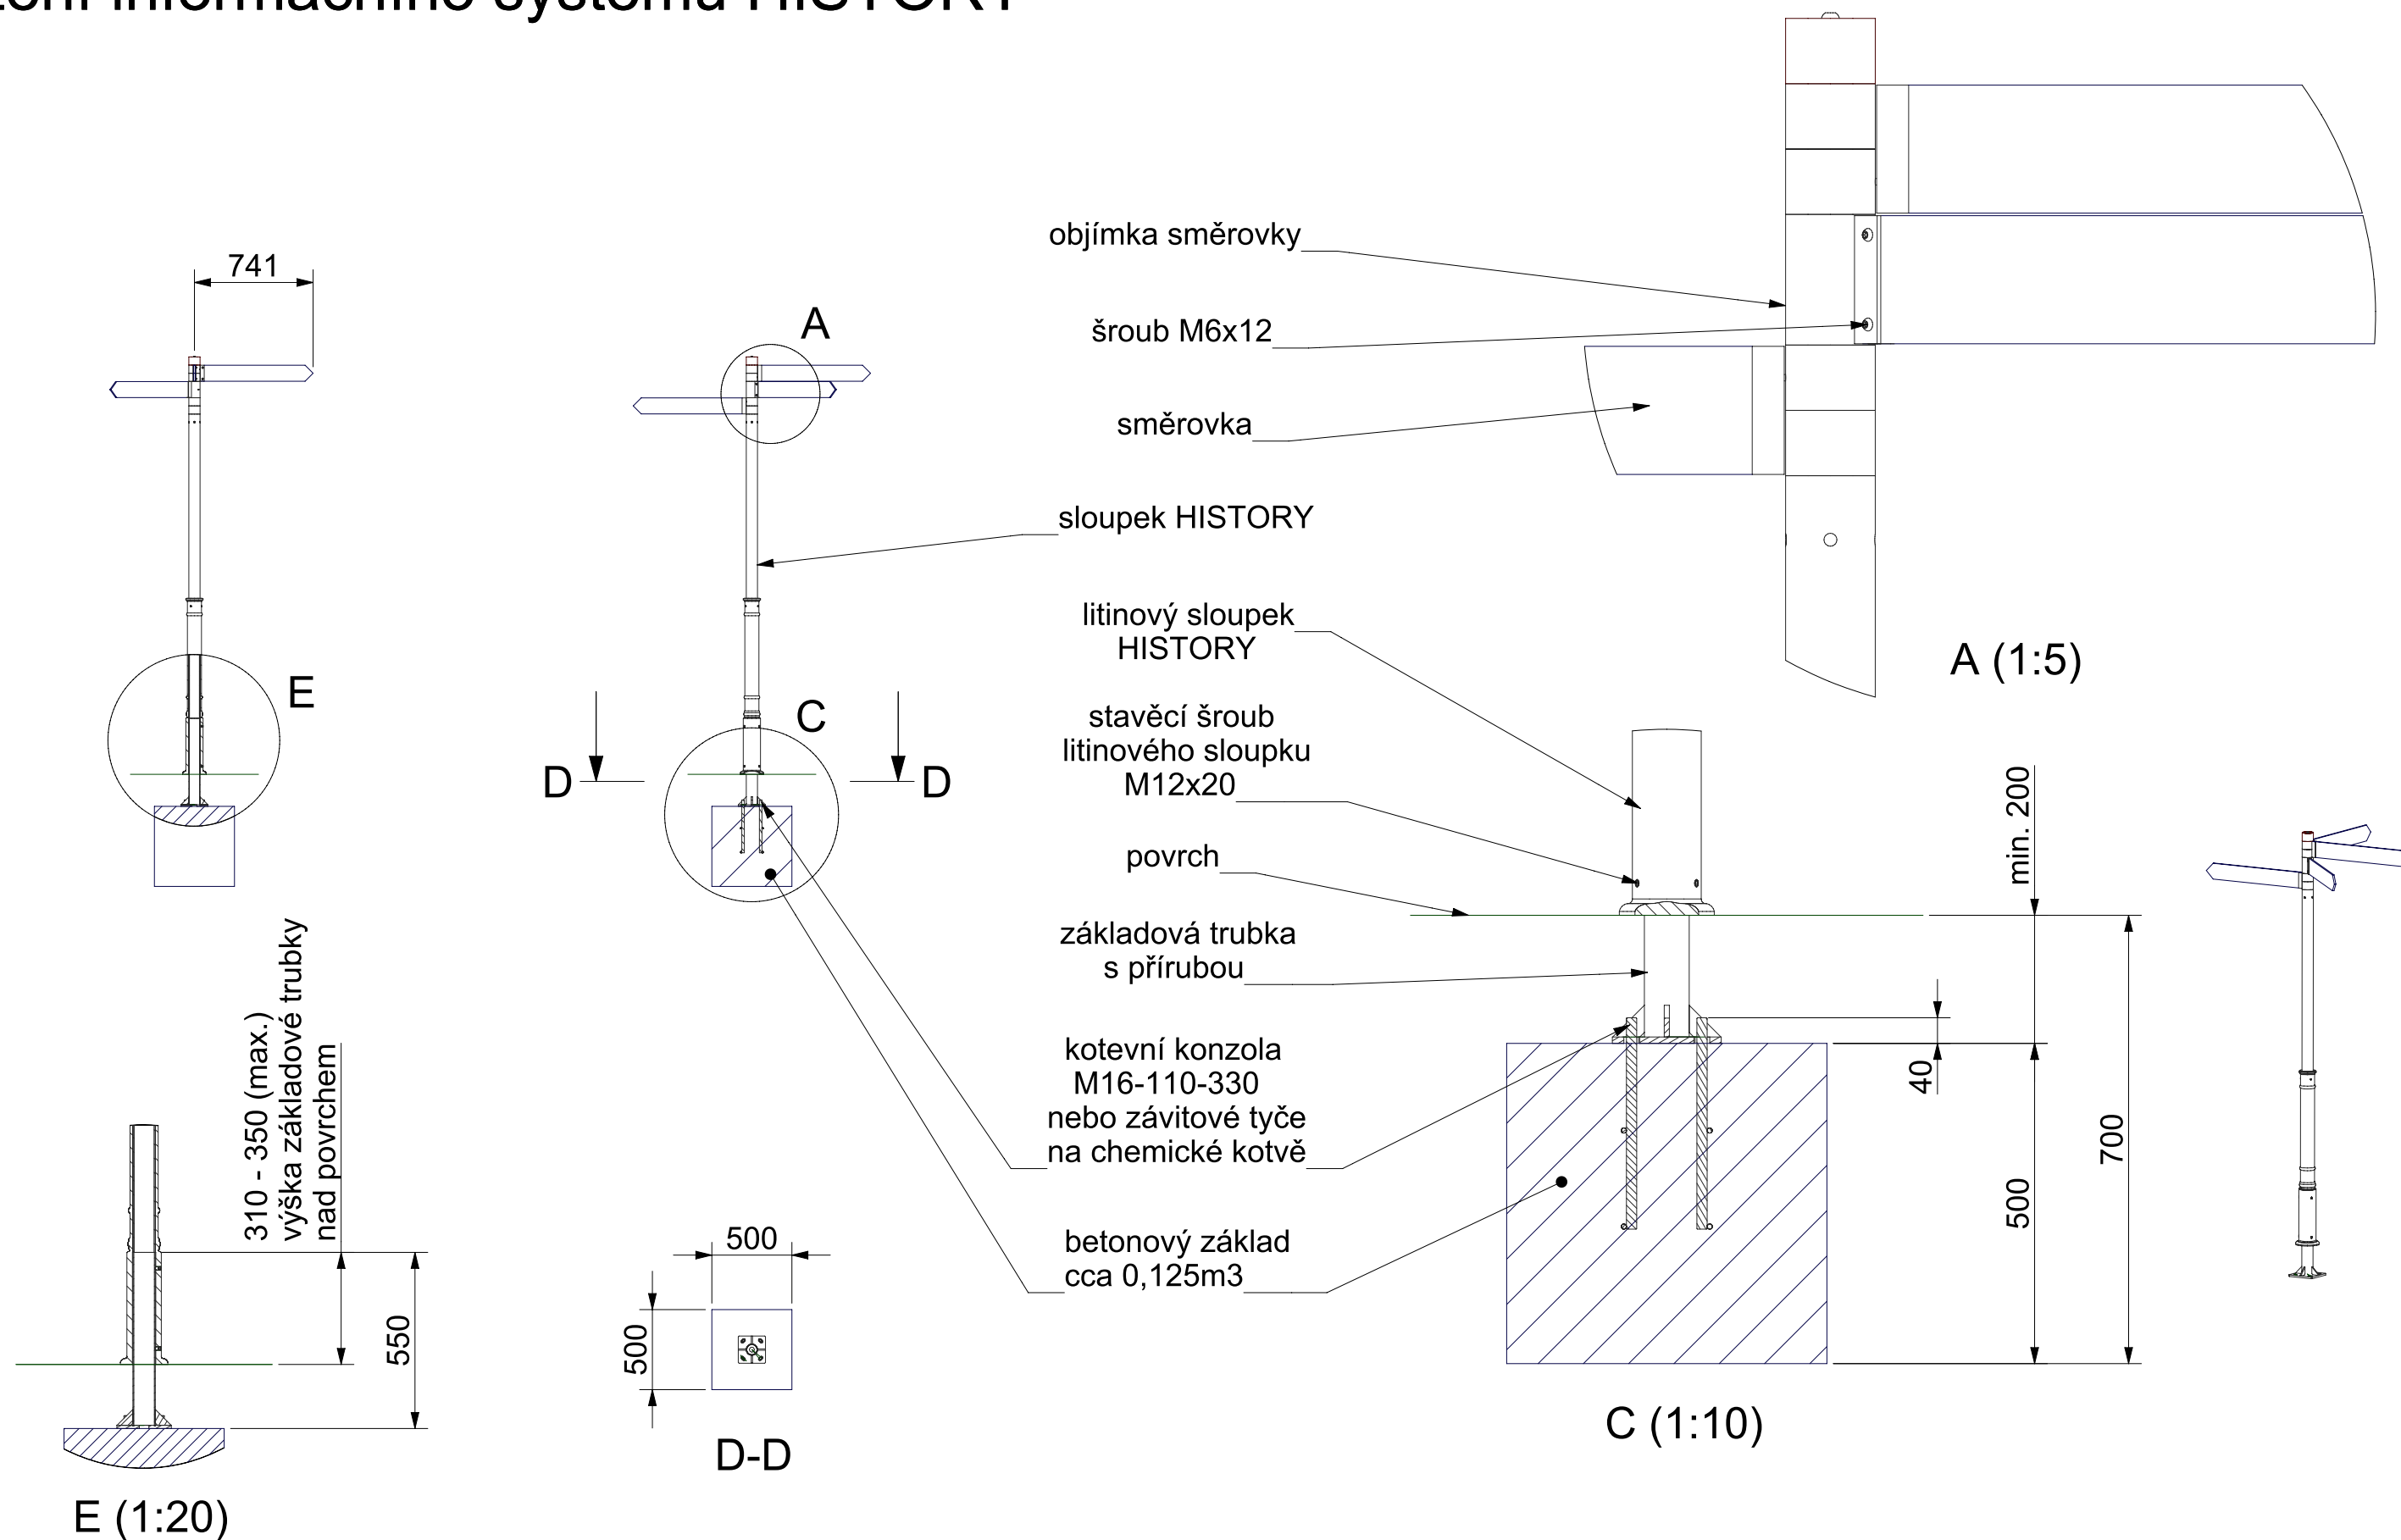 informačního systému HISTORY
741
A
E
C
D
D
objímka směrovky
šroub M6x12
směrovka
sloupek HISTORY
litinový sloupek
HISTORY
stavěcí šroub
litinového sloupku
M12x20
povrch
základová trubka
s přírubou
kotevní konzola
M16-110-330
nebo závitové tyče
na chemické kotvě
betonový základ
cca 0,125m3
A (1:5)
min. 200
40
500
700
C (1:10)
310 - 350 (max.)
výška základové trubky
nad povrchem
550
E (1:20)
500
500
D-D